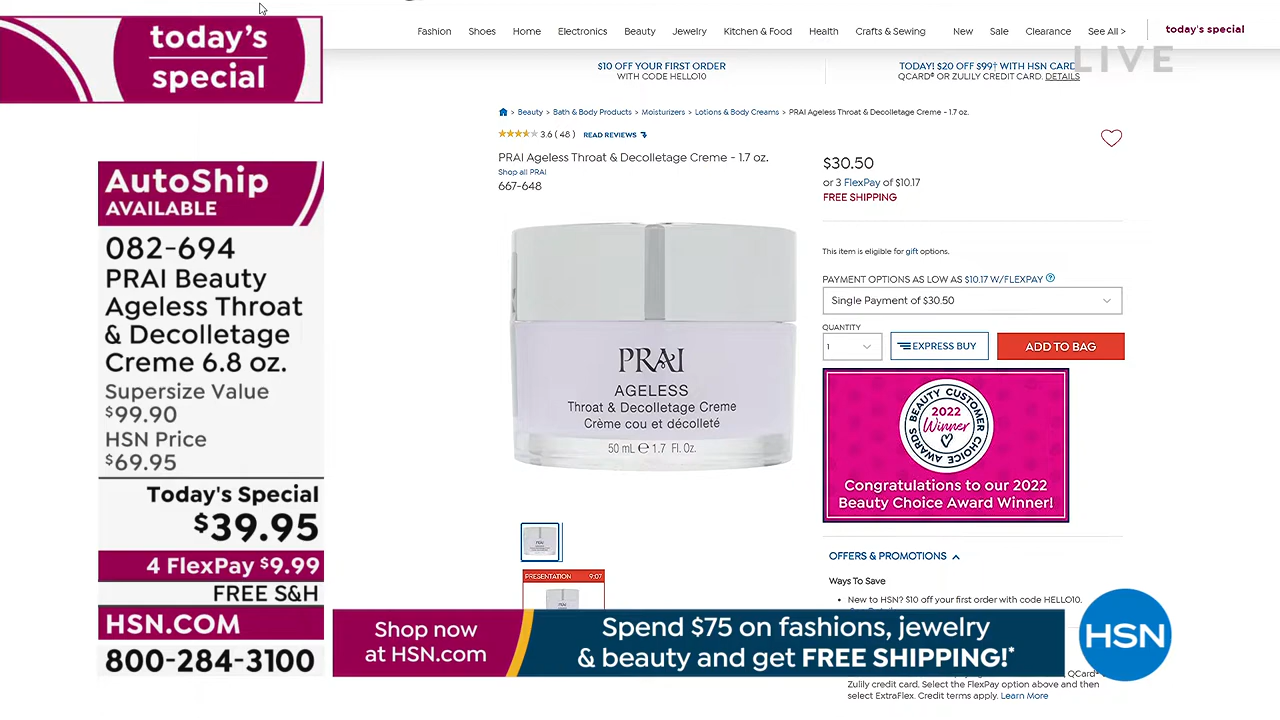 today's
special
AutoShip
AVAILABLE
082-694
PRAI Beauty
Ageless Throat
& Decolletage
Creme 6.8 oz.
Supersize Value
$99.90
HSN Price
$69.95
Today's Special
$39.95
4 FlexPay $9.99
FREE S&H
HSN.COM
800-284-3100
Fashion Shoes Home Electronics Beauty Jewelry Kitchen & Food Health Crafts & Sewing New Sale Clearance See All > today's special
LIVE
$10 OFF YOUR FIRST ORDER
WITH CODE HELLO10
TODAY! $20 OFF $99† WITH HSN CARD,
QCARD® OR ZULILY CREDIT CARD. DETAILS
> Beauty > Bath & Body Products > Moisturizers > Lotions & Body Creams > PRAI Ageless Throat & Decolletage Creme - 1.7 oz.
3.6 ( 48 ) READ REVIEWS
PRAI Ageless Throat & Decolletage Creme - 1.7 oz.
Shop all PRAI
667-648
PRAI
AGELESS
Throat & Decolletage Creme
Crème cou et décolleté
50 mL ℮ 1.7 Fl. Oz.
PRESENTATION 9:07
$30.50
or 3 FlexPay of $10.17
FREE SHIPPING
This item is eligible for gift options.
PAYMENT OPTIONS AS LOW AS $10.17 W/FLEXPAY ?
Single Payment of $30.50
QUANTITY
1
EXPRESS BUY
ADD TO BAG
BEAUTY CUSTOMER CHOICE AWARDS
2022
Winner
Congratulations to our 2022
Beauty Choice Award Winner!
OFFERS & PROMOTIONS
Ways To Save
• New to HSN? $10 off your first order with code HELLO10.
Shop now
at HSN.com
Spend $75 on fashions, jewelry
& beauty and get FREE SHIPPING!*
HSN
QCard®
Zulily credit card. Select the FlexPay option above and then
select ExtraFlex. Credit terms apply. Learn More